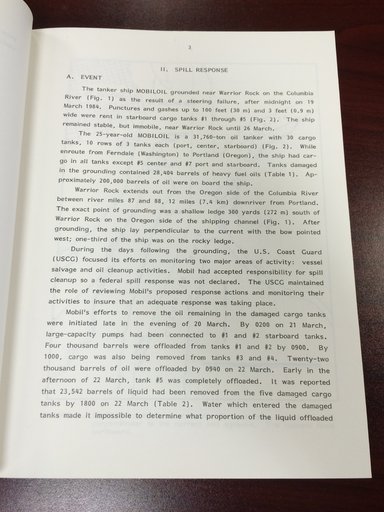 3
II. SPILL RESPONSE
A. EVENT
The tanker ship MOBILOIL grounded near Warrior Rock on the Columbia
River (Fig. 1) as the result of a steering failure, after midnight on 19
March 1984. Punctures and gashes up to 100 feet (30 m) and 3 feet (0.9 m)
wide were rent in starboard cargo tanks #1 through #5 (Fig. 2). The ship
remained stable, but immobile, near Warrior Rock until 26 March.
The 25-year-old MOBILOIL is a 31,760-ton oil tanker with 30 cargo
tanks, 10 rows of 3 tanks each (port, center, starboard) (Fig. 2). While
enroute from Ferndale (Washington) to Portland (Oregon), the ship had car-
go in all tanks except #5 center and #7 port and starboard. Tanks damaged
in the grounding contained 28,404 barrels of heavy fuel oils (Table 1). Ap-
proximately 200,000 barrels of oil were on board the ship.
Warrior Rock extends out from the Oregon side of the Columbia River
between river miles 87 and 88, 12 miles (7.4 km) downriver from Portland.
The exact point of grounding was a shallow ledge 300 yards (272 m) south of
Warrior Rock on the Oregon side of the shipping channel (Fig. 1). After
grounding, the ship lay perpendicular to the current with the bow pointed
west; one-third of the ship was on the rocky ledge.
During the days following the grounding, the U.S. Coast Guard
(USCG) focused its efforts on monitoring two major areas of activity: vessel
salvage and oil cleanup activities. Mobil had accepted responsibility for spill
cleanup so a federal spill response was not declared. The USCG maintained
the role of reviewing Mobil's proposed response actions and monitoring their
activities to insure that an adequate response was taking place.
Mobil's efforts to remove the oil remaining in the damaged cargo tanks
were initiated late in the evening of 20 March. By 0200 on 21 March,
large-capacity pumps had been connected to #1 and #2 starboard tanks.
Four thousand barrels were offloaded from tanks #1 and #2 by 0900. By
1000, cargo was also being removed from tanks #3 and #4. Twenty-two
thousand barrels of oil were offloaded by 0940 on 22 March. Early in the
afternoon of 22 March, tank #5 was completely offloaded. It was reported
that 23,542 barrels of liquid had been removed from the five damaged cargo
tanks by 1800 on 22 March (Table 2). Water which entered the damaged
tanks made it impossible to determine what proportion of the liquid offloaded